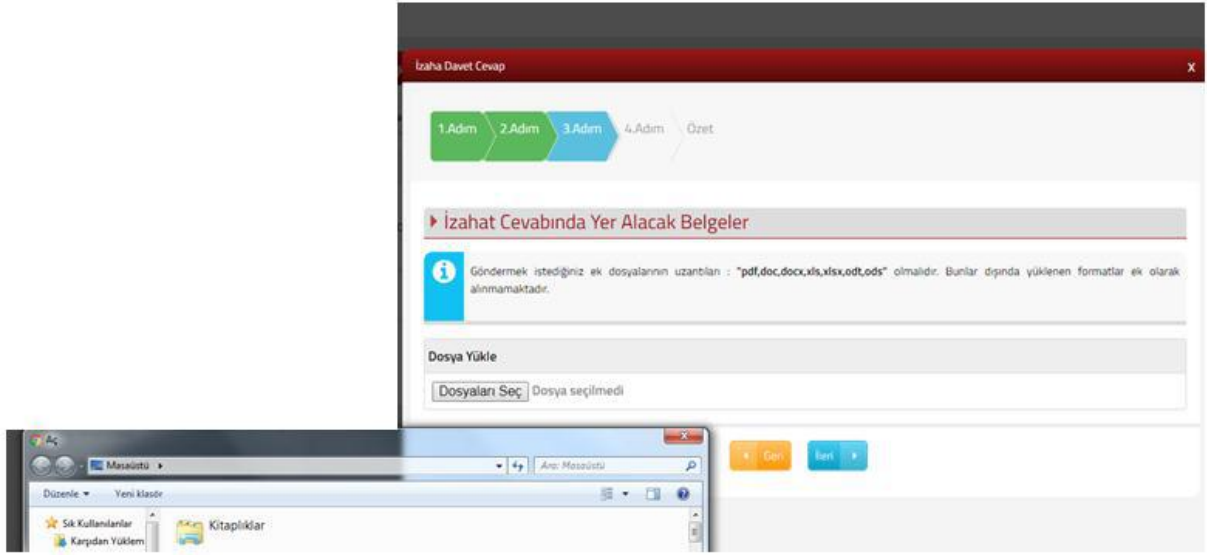 İzaha Davet Cevap
X
1.Adım 2.Adım 3.Adım 4.Adım Özet
İzahat Cevabında Yer Alacak Belgeler
Göndermek istediğiniz ek dosyalarının uzantıları : "pdf,doc,docx,xls,xlsx,odt,ods" olmalıdır. Bunlar dışında yüklenen formatlar ek olarak
alınmamaktadır.
Dosya Yükle
Dosyaları Seç Dosya seçilmedi
Geri İleri
Aç
Masaüstü
Ara: Masaüstü
Düzenle Yeni klasör
Sık Kullanılanlar
Karşıdan Yüklem
Kitaplıklar